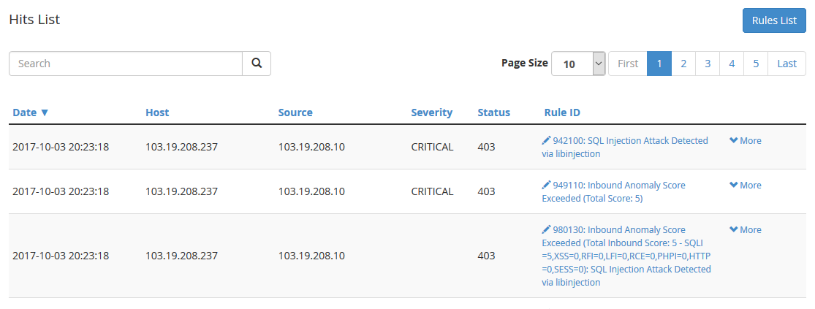 Hits List
Rules List
Search
Page Size 10 First 1 2 3 4 5 Last
Date ▼ Host Source Severity Status Rule ID
2017-10-03 20:23:18 103.19.208.237 103.19.208.10 CRITICAL 403 942100: SQL Injection Attack Detected More
via libinjection
2017-10-03 20:23:18 103.19.208.237 103.19.208.10 CRITICAL 403 949110: Inbound Anomaly Score More
Exceeded (Total Score: 5)
980130: Inbound Anomaly Score More
Exceeded (Total Inbound Score: 5 - SQLI
2017-10-03 20:23:18 103.19.208.237 103.19.208.10 403 =5,XSS=0,RFI=0,LFI=0,RCE=0,PHPI=0,HTTP
=0,SESS=0): SQL Injection Attack Detected
via libinjection